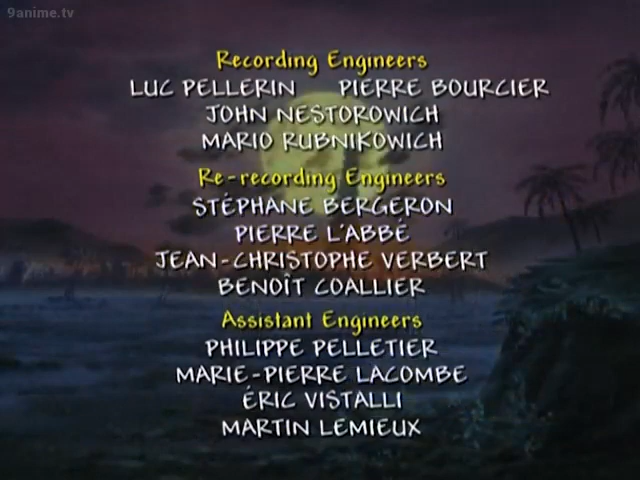 9anime.tv
Recording Engineers
LUC PELLERIN PIERRE BOURCIER
JOHN NESTOROWICH
MARIO RUBNIKOWICH
Re-recording Engineers
STÉPHANE BERGERON
PIERRE L'ABBÉ
JEAN-CHRISTOPHE VERBERT
BENOÎT COALLIER
Assistant Engineers
PHILIPPE PELLETIER
MARIE-PIERRE LACOMBE
ÉRIC VISTALLI
MARTIN LEMIEUX